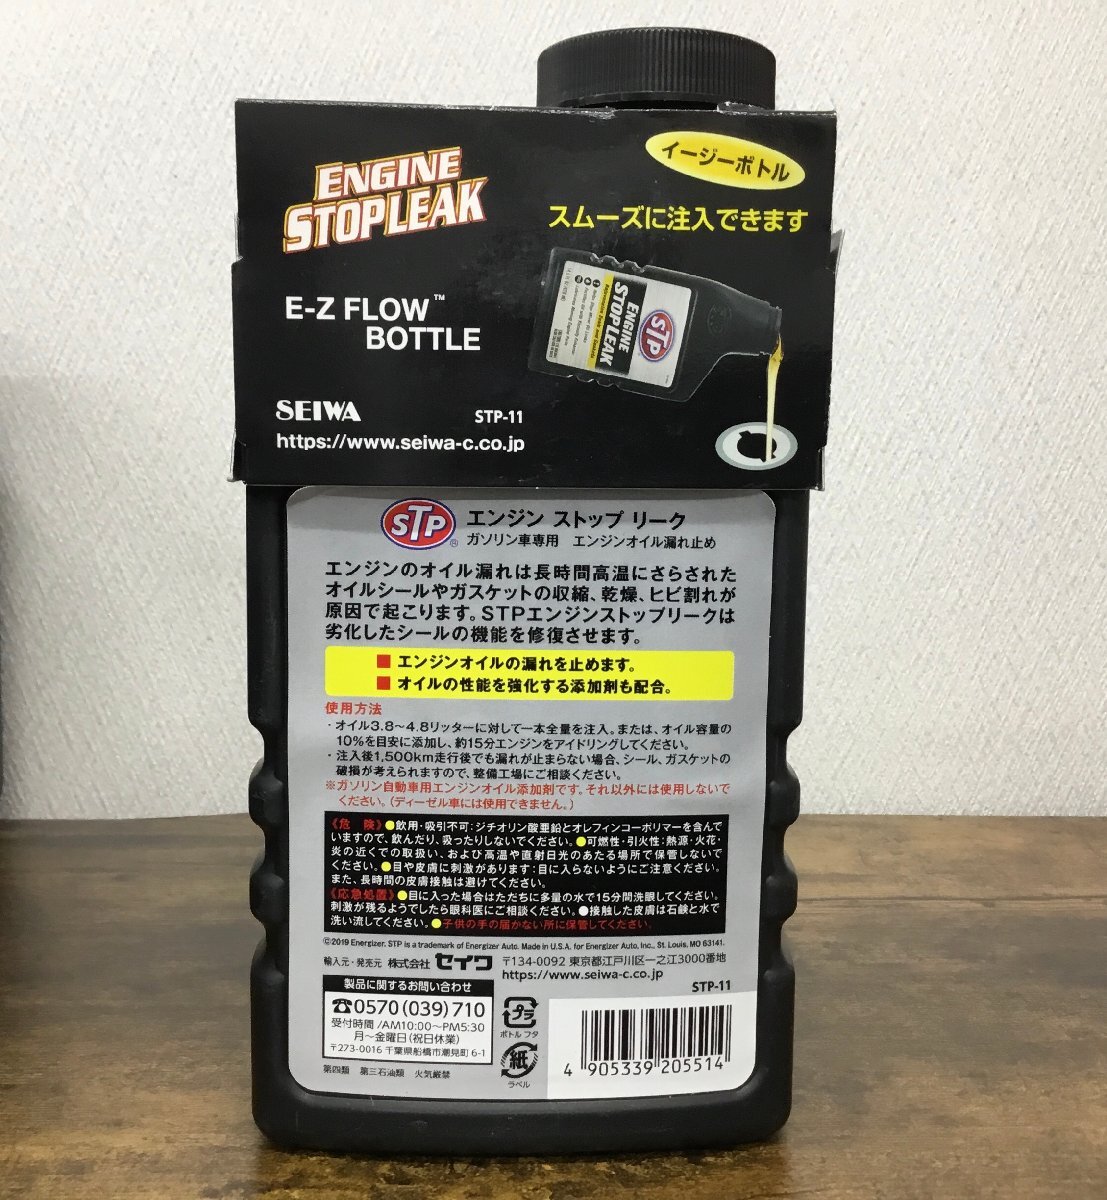 ENGINE
STOPLEAK
イージーボトル
スムーズに注入できます
E-Z FLOW™
BOTTLE
STP
ENGINE
STOPLEAK
SEIWA
STP-11
https://www.seiwa-c.co.jp
STP® エンジン ストップ リーク
ガソリン車専用 エンジンオイル漏れ止め
エンジンのオイル漏れは長時間高温にさらされた
オイルシールやガスケットの収縮、乾燥、ヒビ割れが
原因で起こります。STPエンジンストップリークは
劣化したシールの機能を修復させます。
■ エンジンオイルの漏れを止めます。
■ オイルの性能を強化する添加剤も配合。
使用方法
・オイル3.8〜4.8リッターに対して一本全量を注入。または、オイル容量の
10%を目安に添加し、約15分エンジンをアイドリングしてください。
・注入後1,500km走行後でも漏れが止まらない場合、シール、ガスケットの
破損が考えられますので、整備工場にご相談ください。
※ガソリン自動車用エンジンオイル添加剤です。それ以外には使用しないで
ください。(ディーゼル車には使用できません。)
《危 険》●飲用・吸引不可:ジチオリン酸亜鉛とオレフィンコーポリマーを含んで
いますので、飲んだり、吸ったりしないでください。●可燃性・引火性:熱源・火花・
炎の近くでの取扱い、および高温や直射日光のあたる場所で保管しないで
ください。●目や皮膚に刺激があります:目に入らないようにご注意ください。
また、長時間の皮膚接触は避けてください。
《応急処置》●目に入った場合はただちに多量の水で15分間洗眼してください。
刺激が残るようでしたら眼科医にご相談ください。●接触した皮膚は石鹸と水で
洗い流してください。●子供の手の届かない所に保管してください。
©2019 Energizer. STP is a trademark of Energizer Auto. Made in U.S.A. for Energizer Auto, Inc., St. Louis, MO 63141.
輸入元・発売元 株式会社 セイワ 〒134-0092 東京都江戸川区一之江3000番地
https://www.seiwa-c.co.jp
STP-11
製品に関するお問い合わせ
☎0570(039)710
受付時間/AM10:00〜PM5:30
月〜金曜日(祝日休業)
〒273-0016 千葉県船橋市潮見町6-1
プラ
ボトル フタ
紙
ラベル
4 905339 205514
第四類 第三石油類 火気厳禁